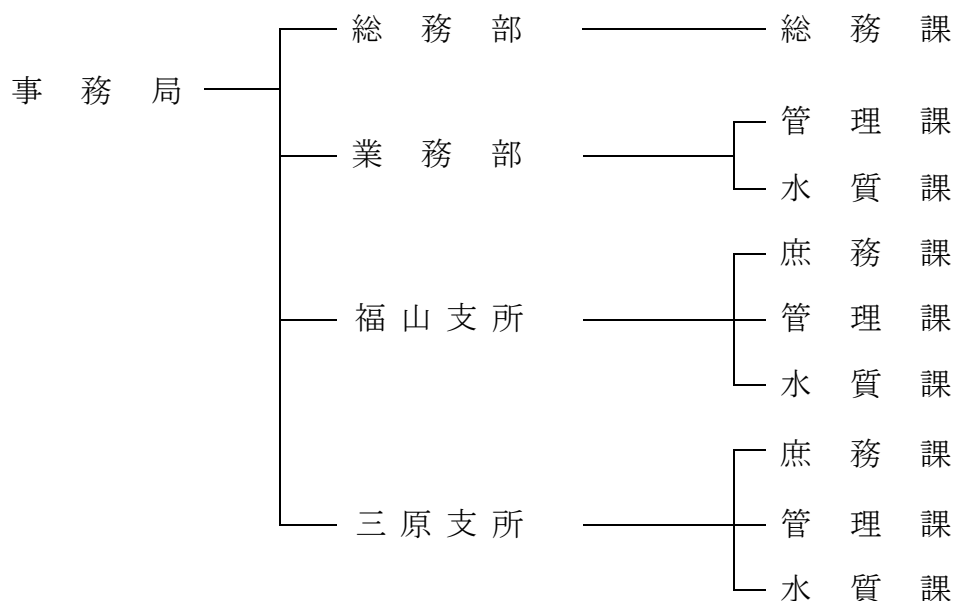 事務局
総務部 総務課
業務部 管理課
水質課
福山支所 庶務課
管理課
水質課
三原支所 庶務課
管理課
水質課